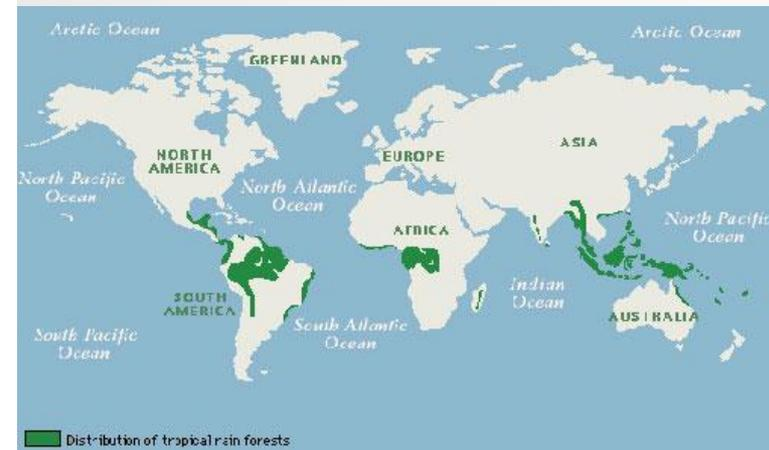 Arctic Ocean
Arctic Ocean
GREENLAND
ASIA
NORTH
AMERICA
EUROPE
North Pacific
Ocean
North Atlantic
Ocean
North Pacific
Ocean
AFRICA
Indian
Ocean
SOUTH
AMERICA
AUSTRALIA
South Atlantic
Ocean
South Pacific
Ocean
Distribution of tropical rain forests